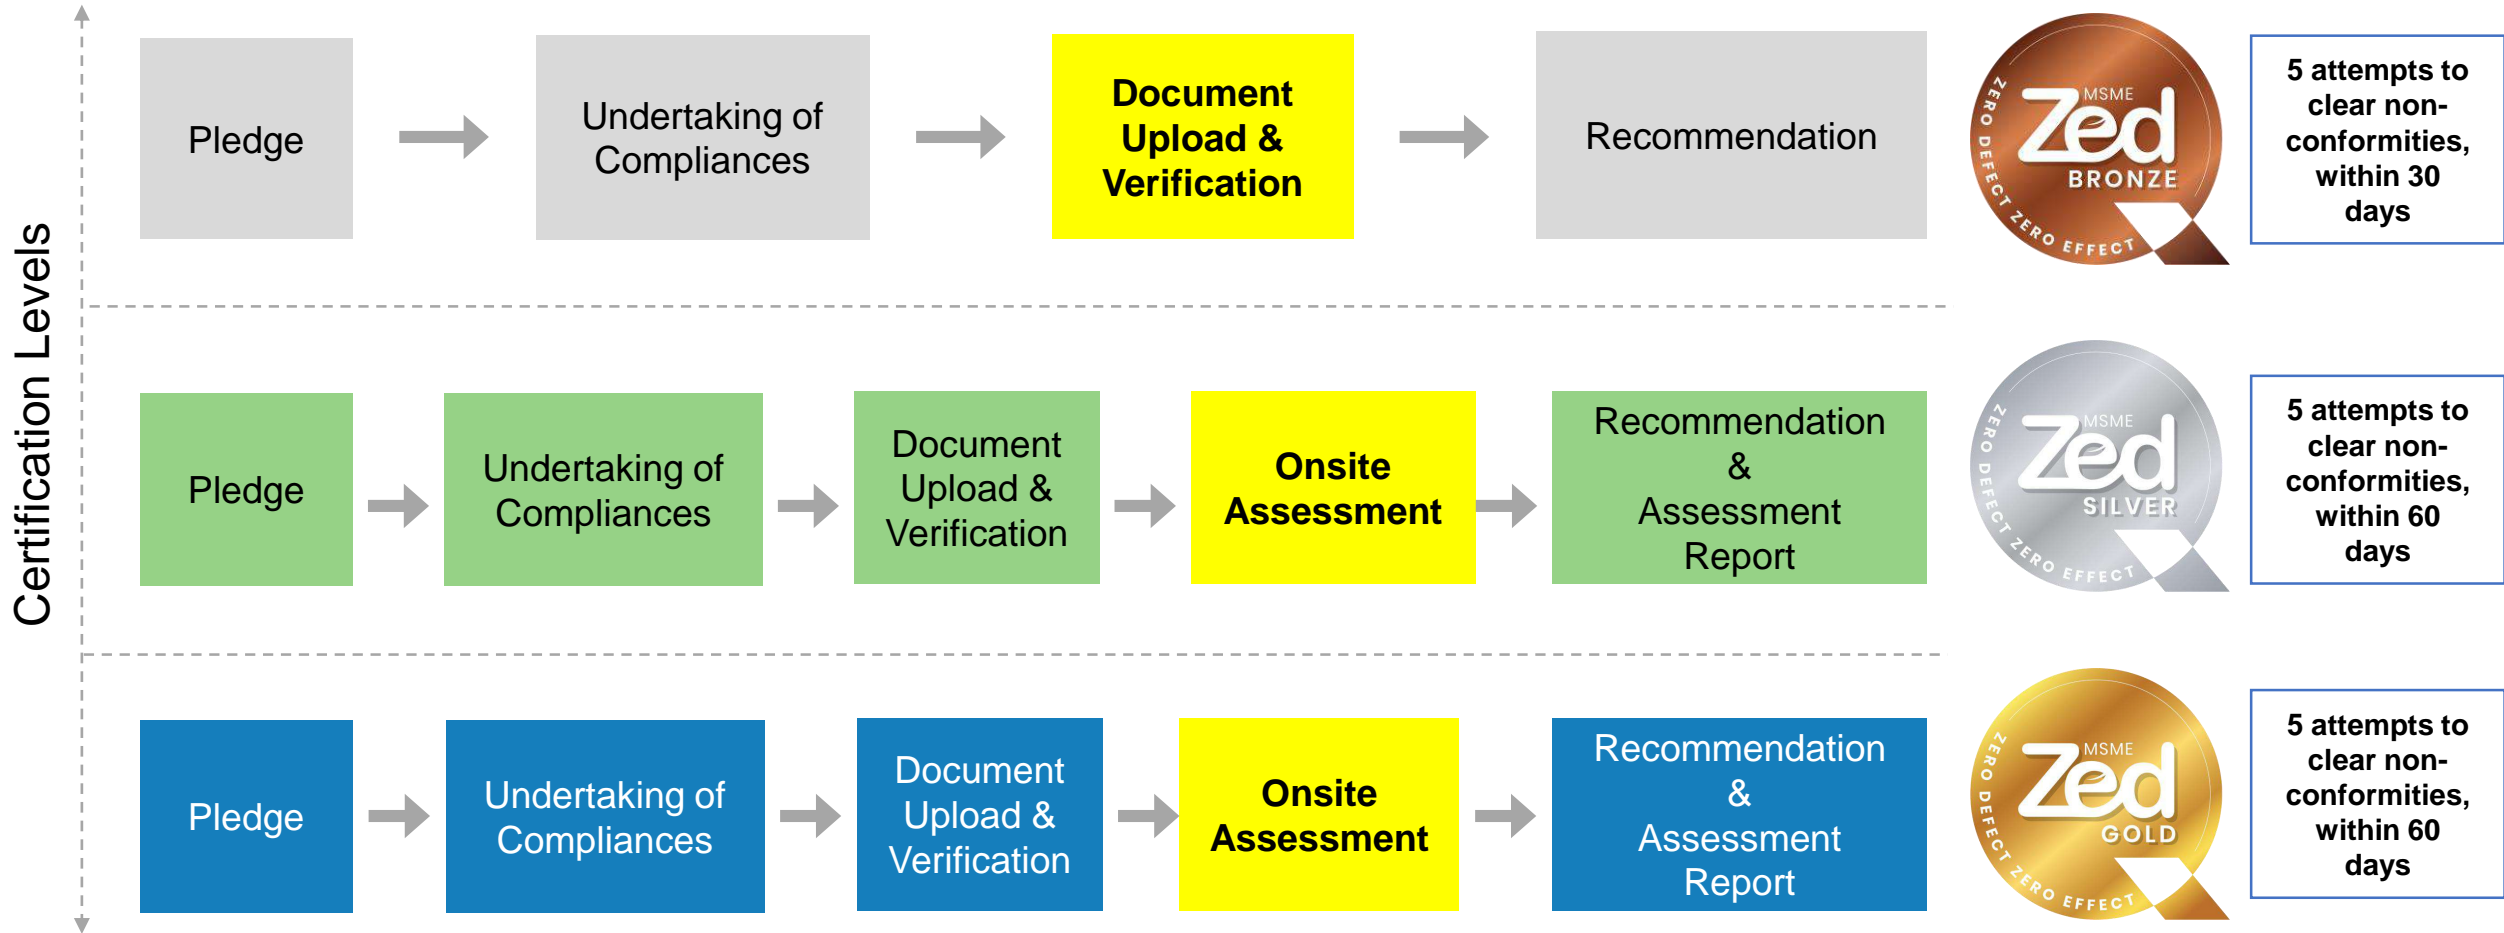 Certification Levels
Pledge
Undertaking of
Compliances
Document
Upload &
Verification
Recommendation
MSME
Zed
BRONZE
ZERO DEFECT ZERO EFFECT
5 attempts to
clear non-
conformities,
within 30
days
Pledge
Undertaking of
Compliances
Document
Upload &
Verification
Onsite
Assessment
Recommendation
&
Assessment
Report
MSME
Zed
SILVER
ZERO DEFECT ZERO EFFECT
5 attempts to
clear non-
conformities,
within 60
days
Pledge
Undertaking of
Compliances
Document
Upload &
Verification
Onsite
Assessment
Recommendation
&
Assessment
Report
MSME
Zed
GOLD
ZERO DEFECT ZERO EFFECT
5 attempts to
clear non-
conformities,
within 60
days